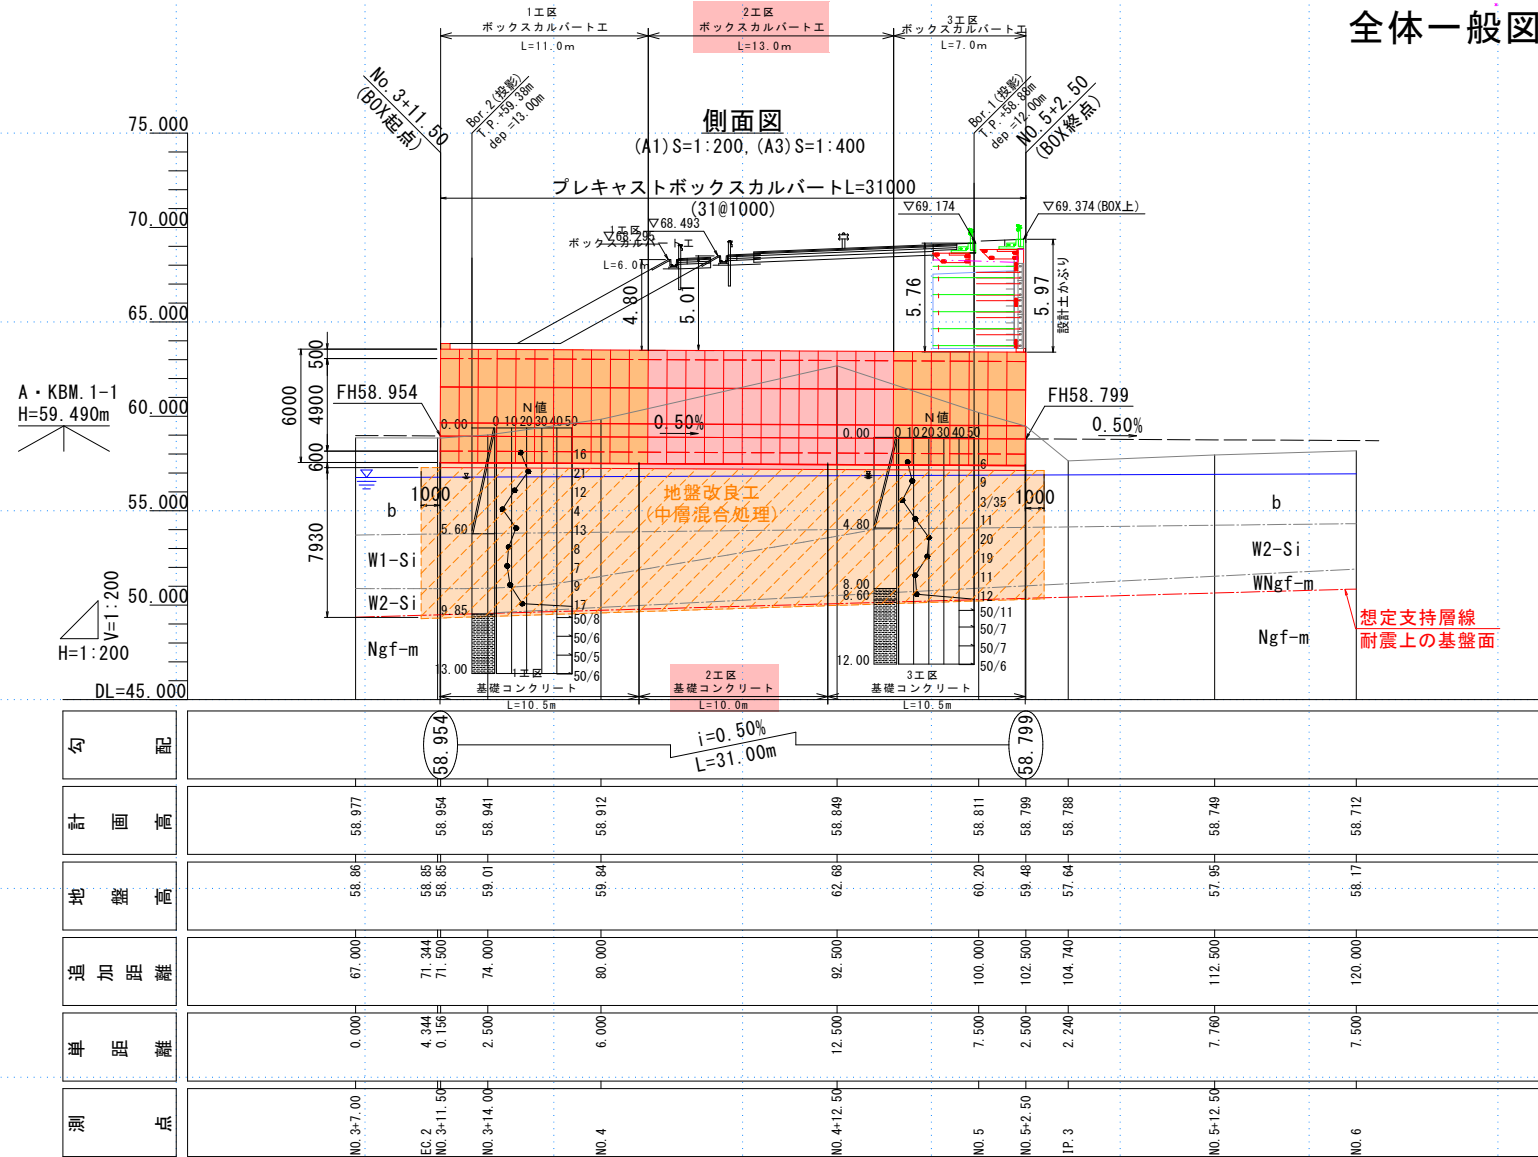 全体一般図
1工区
ボックスカルバート工
L=11.0m
2工区
ボックスカルバート工
L=13.0m
3工区
ボックスカルバート工
L=7.0m
No.3+11.50
(BOX起点)
Bor.2(投影)
T.P.+59.38m
dep =13.00m
側面図
(A1)S=1:200, (A3)S=1:400
Bor.1(投影)
T.P.+58.88m
dep =12.00m
NO.5+2.50
(BOX終点)
プレキャストボックスカルバートL=31000
(31@1000)
1工区
ボックスカルバート工
L=6.0m
▽68.295
▽68.493
▽69.174
▽69.374(BOX上)
4.80
5.01
5.76
5.97
設計土かぶり
75.000
70.000
65.000
60.000
55.000
50.000
DL=45.000
A・KBM.1-1
H=59.490m
V=1:200
H=1:200
500
4900
6000
600
7930
1000
1000
FH58.954
FH58.799
0.50%
0.50%
N値
0 10 20 30 40 50
0.00
5.60
9.85
13.00
16
21
12
4
13
8
7
9
17
50/8
50/6
50/5
50/6
N値
0 10 20 30 40 50
0.00
4.80
8.00
8.60
12.00
6
9
3/35
11
20
19
11
12
50/11
50/7
50/7
50/6
地盤改良工
(中層混合処理)
b
W1-Si
W2-Si
Ngf-m
b
W2-Si
WNgf-m
Ngf-m
想定支持層線
耐震上の基盤面
1工区
基礎コンクリート
L=10.5m
2工区
基礎コンクリート
L=10.0m
3工区
基礎コンクリート
L=10.5m
勾配
58.954
i=0.50%
L=31.00m
58.799
計画高
58.977
58.954
58.941
58.912
58.849
58.811
58.799
58.788
58.749
58.712
地盤高
58.86
58.85
58.85
59.01
59.84
62.68
60.20
59.48
57.64
57.95
58.17
追加距離
67.000
71.344
71.500
74.000
80.000
92.500
100.000
102.500
104.740
112.500
120.000
単距離
0.000
4.344
0.156
2.500
6.000
12.500
7.500
2.500
2.240
7.760
7.500
測点
NO.3+7.00
EC.2
NO.3+11.50
NO.3+14.00
NO.4
NO.4+12.50
NO.5
NO.5+2.50
IP.3
NO.5+12.50
NO.6